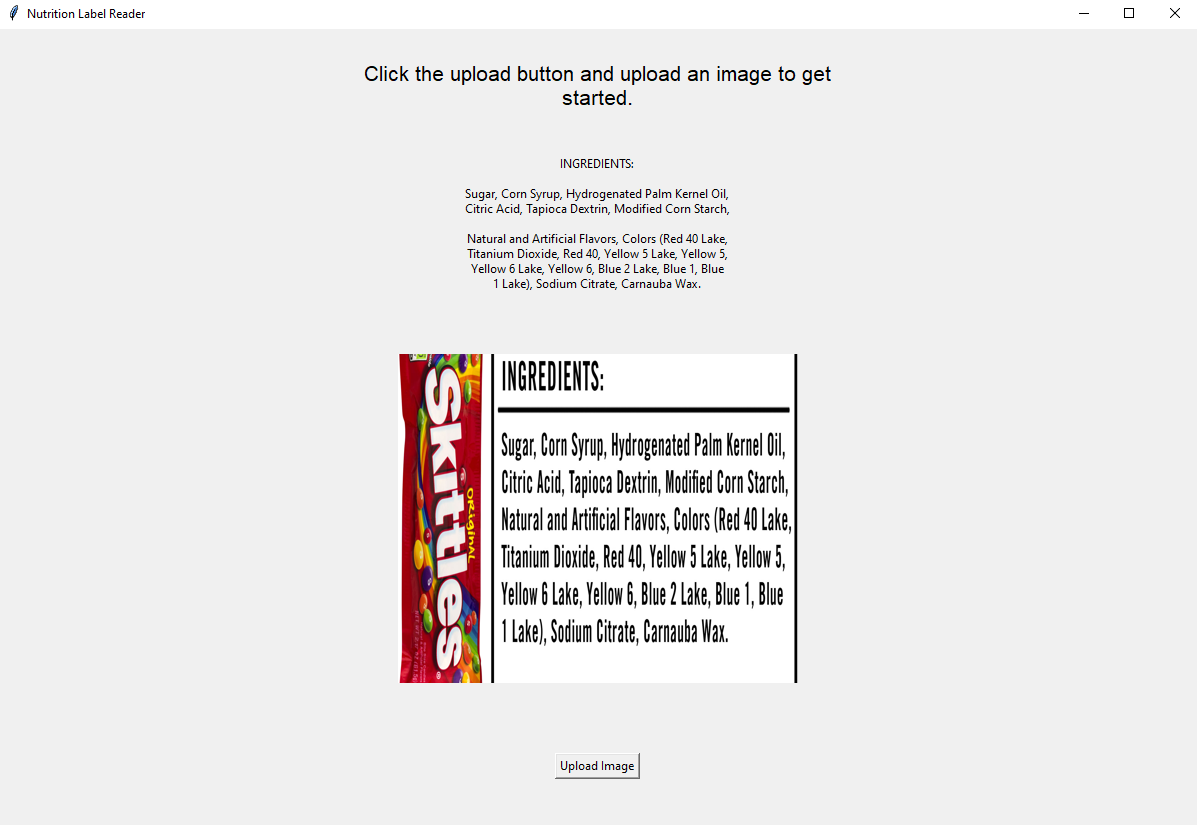 Nutrition Label Reader
Click the upload button and upload an image to get
started.
INGREDIENTS:
Sugar, Corn Syrup, Hydrogenated Palm Kernel Oil,
Citric Acid, Tapioca Dextrin, Modified Corn Starch,
Natural and Artificial Flavors, Colors (Red 40 Lake,
Titanium Dioxide, Red 40, Yellow 5 Lake, Yellow 5,
Yellow 6 Lake, Yellow 6, Blue 2 Lake, Blue 1, Blue
1 Lake), Sodium Citrate, Carnauba Wax.
Skittles
ORIGINAL
INGREDIENTS:
Sugar, Corn Syrup, Hydrogenated Palm Kernel Oil,
Citric Acid, Tapioca Dextrin, Modified Corn Starch,
Natural and Artificial Flavors, Colors (Red 40 Lake,
Titanium Dioxide, Red 40, Yellow 5 Lake, Yellow 5,
Yellow 6 Lake, Yellow 6, Blue 2 Lake, Blue 1, Blue
1 Lake), Sodium Citrate, Carnauba Wax.
Upload Image